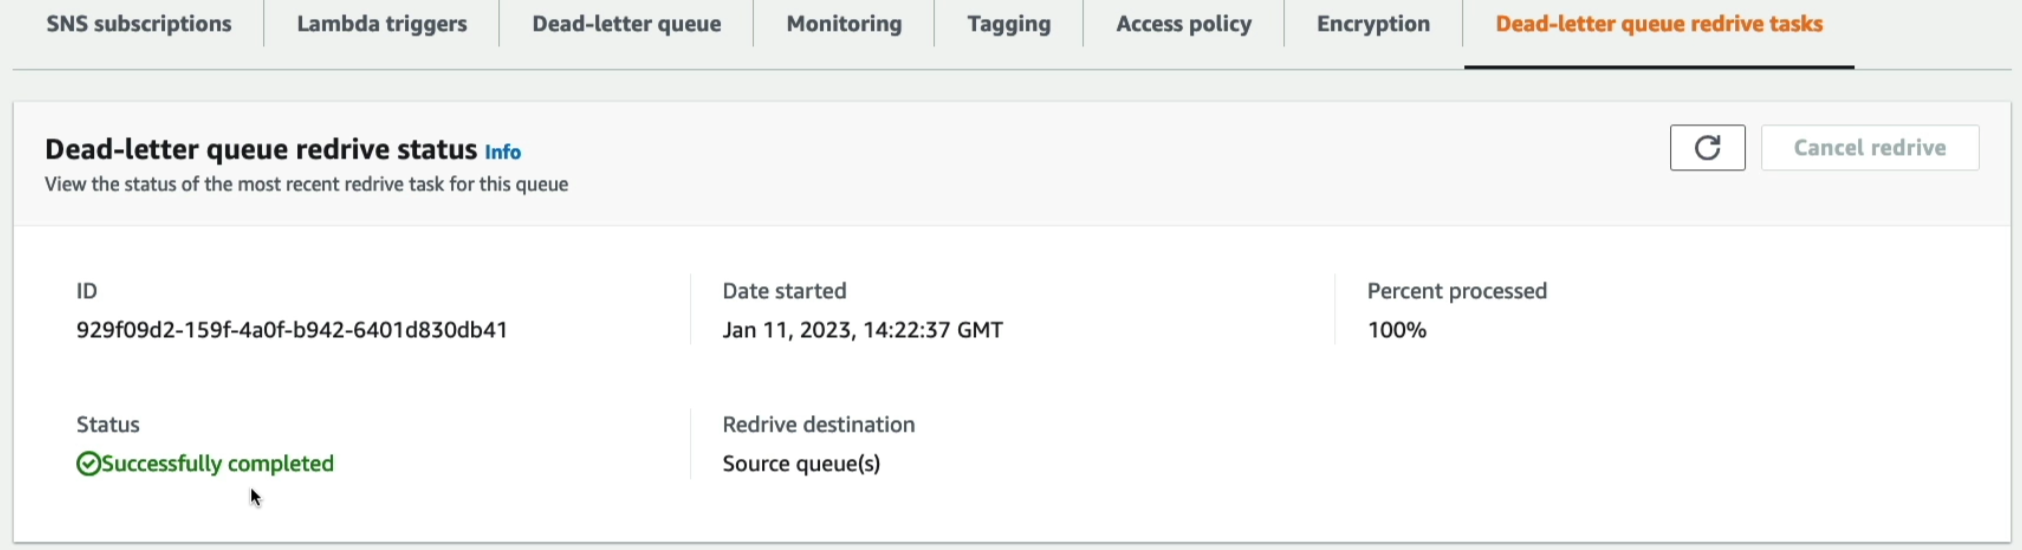 SNS subscriptions
Lambda triggers
Dead-letter queue
Monitoring
Tagging
Access policy
Encryption
Dead-letter queue redrive tasks
Dead-letter queue redrive status Info
Cancel redrive
View the status of the most recent redrive task for this queue
ID
929f09d2-159f-4a0f-b942-6401d830db41
Date started
Jan 11, 2023, 14:22:37 GMT
Percent processed
100%
Status
Successfully completed
Redrive destination
Source queue(s)